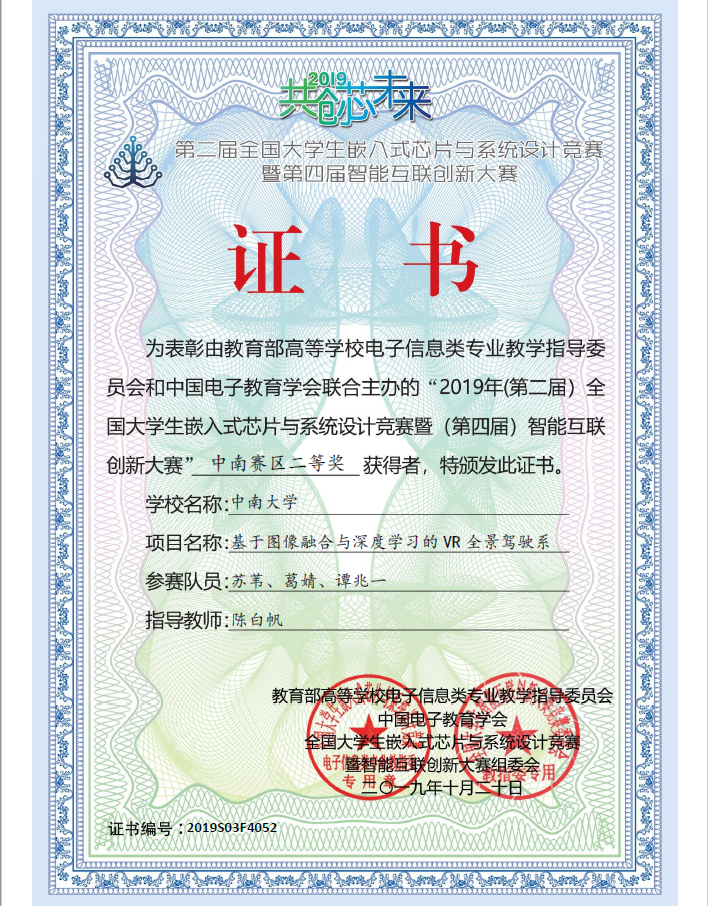 2019
共创芯未来
第二届全国大学生嵌入式芯片与系统设计竞赛
暨第四届智能互联创新大赛
证 书
为表彰由教育部高等学校电子信息类专业教学指导委
员会和中国电子教育学会联合主办的“2019年(第二届）全
国大学生嵌入式芯片与系统设计竞赛暨（第四届）智能互联
创新大赛”中南赛区二等奖 获得者，特颁发此证书。
学校名称:中南大学
项目名称:基于图像融合与深度学习的VR全景驾驶系
参赛队员:苏苇、葛婧、谭兆一
指导教师:陈白帆
教育部高等学校电子信息类专业教学指导委员会
中国电子教育学会
全国大学生嵌入式芯片与系统设计竞赛
暨智能互联创新大赛组委会
二〇一九年十月二十日
专用章
教指委专用
证书编号：2019S03F4052